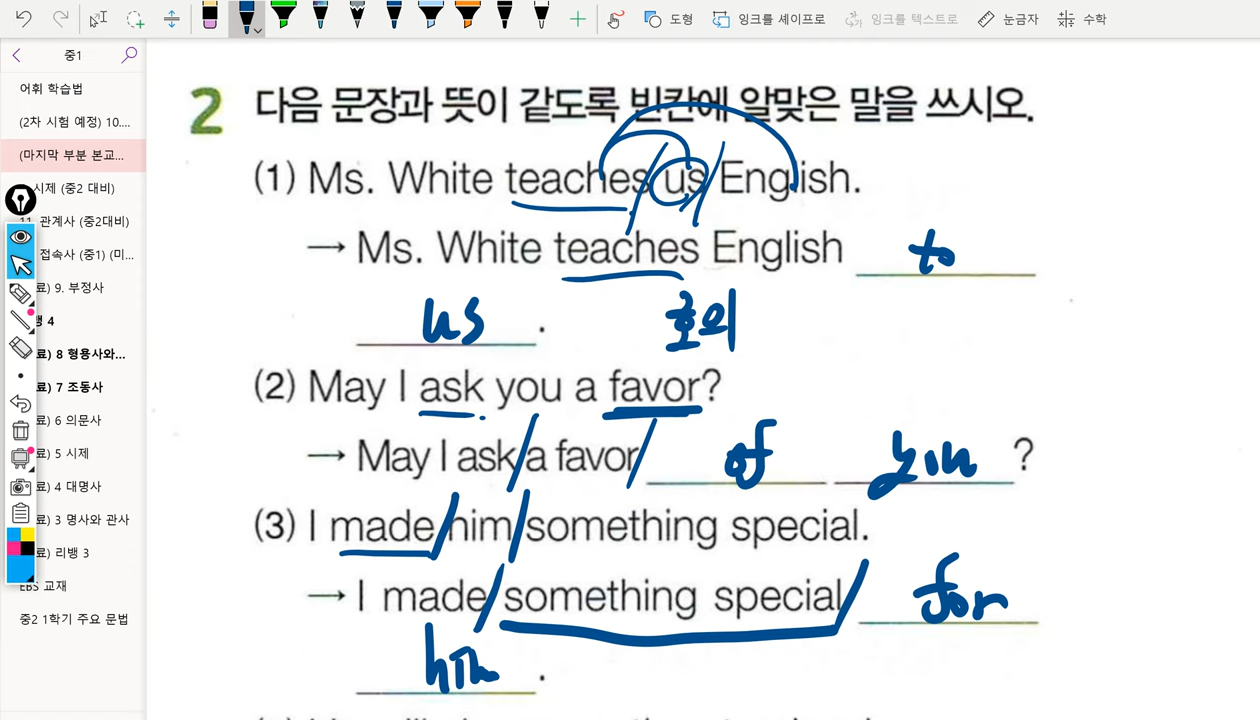 도형
잉크를 셰이프로
잉크를 텍스트로
눈금자
수학
중1
어휘 학습법
(2차 시험 예정) 10....
(마지막 부분 본교...
시제 (중2 대비)
관계사 (중2대비)
접속사 (중1) (미...
료) 9. 부정사
뱅 4
료) 8 형용사와...
료) 7 조동사
료) 6 의문사
료) 5 시제
료) 4 대명사
료) 3 명사와 관사
료) 리뱅 3
EBS 교재
중2 1학기 주요 문법
2 다음 문장과 뜻이 같도록 빈칸에 알맞은 말을 쓰시오.
(1) Ms. White teaches us English.
→ Ms. White teaches English to
us .
(2) May I ask you a favor?
→ May I ask a favor of you ?
(3) I made him something special.
→ I made something special for
him .